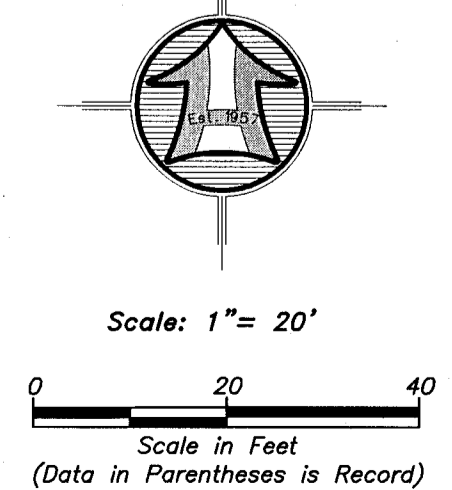 Est. 1957
Scale: 1"= 20'
0 20 40
Scale in Feet
(Data in Parentheses is Record)